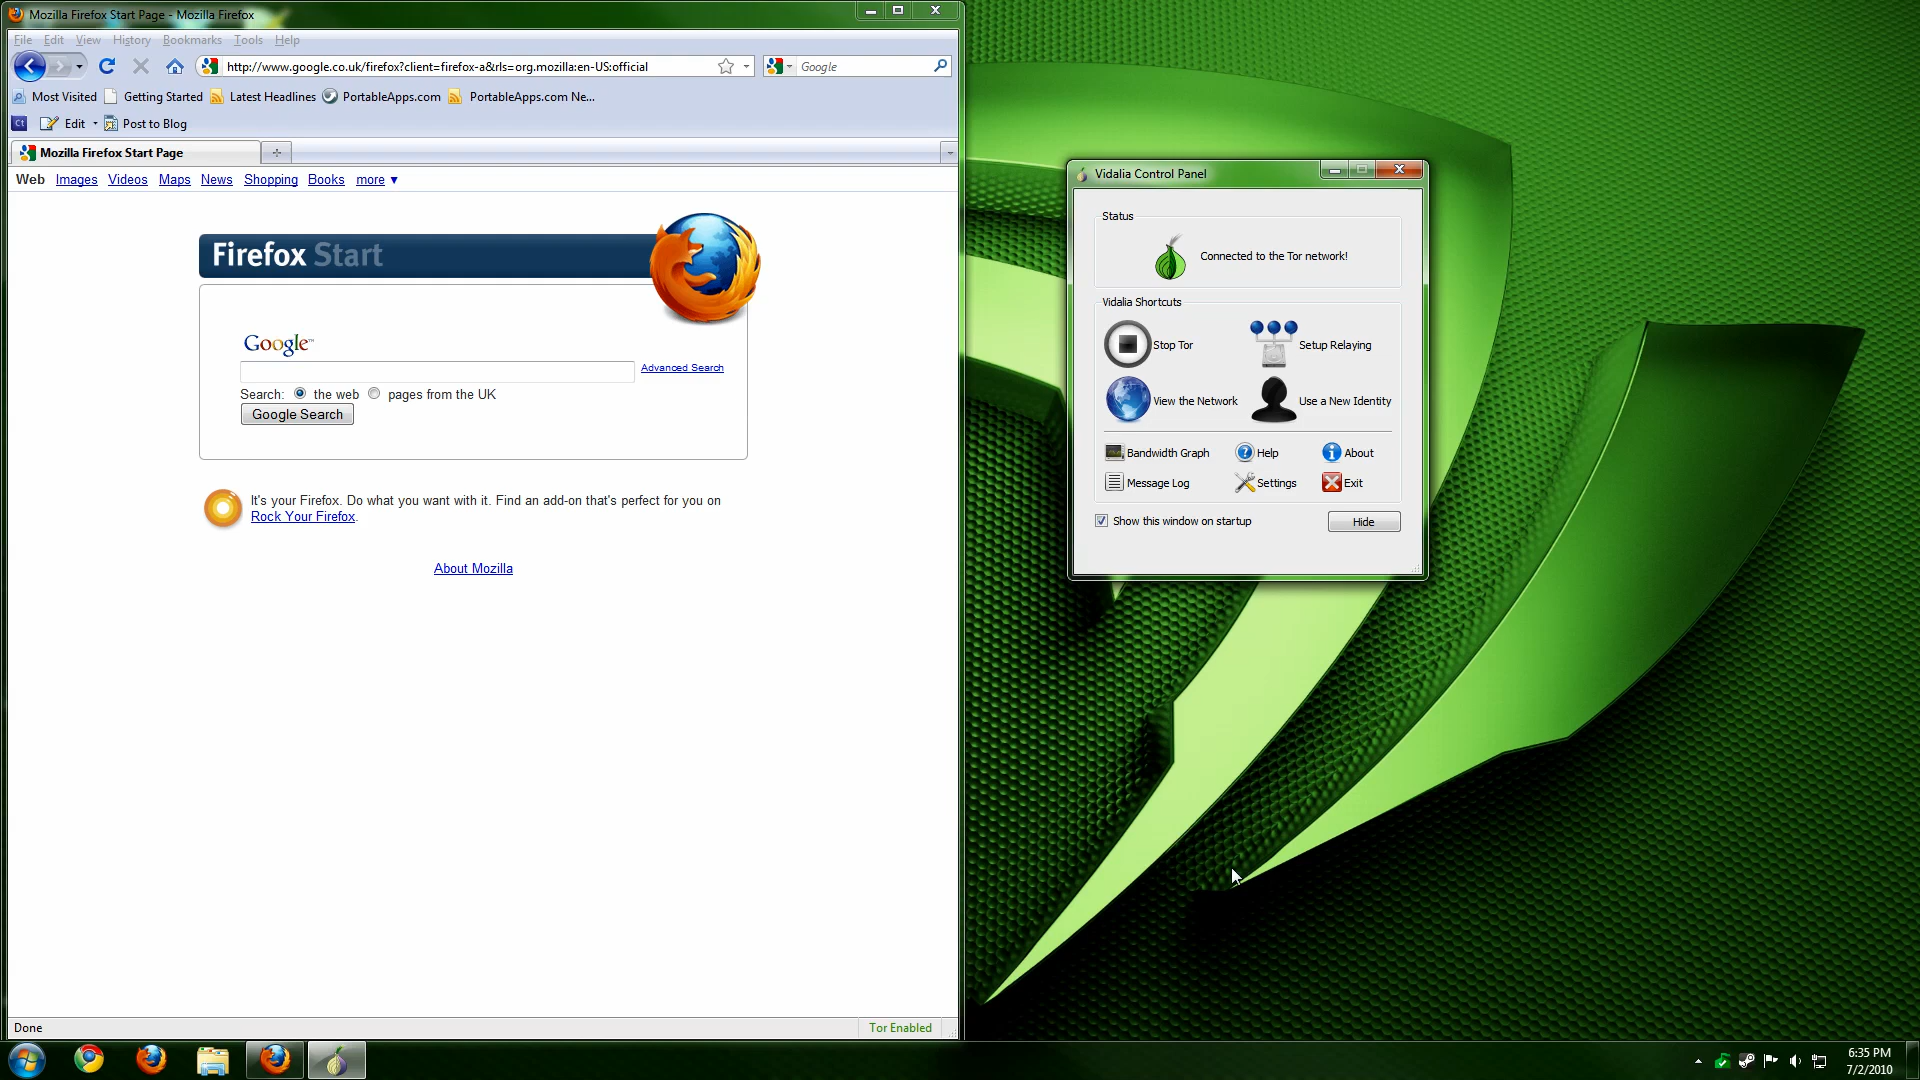 Mozilla Firefox Start Page - Mozilla Firefox
File Edit View History Bookmarks Tools Help
http://www.google.co.uk/firefox?client=firefox-a&rls=org.mozilla:en-US:official
Google
Most Visited Getting Started Latest Headlines PortableApps.com PortableApps.com Ne...
Ct Edit Post to Blog
Mozilla Firefox Start Page
Web Images Videos Maps News Shopping Books more ▼
Firefox Start
Google™
Advanced Search
Search: the web pages from the UK
Google Search
It's your Firefox. Do what you want with it. Find an add-on that's perfect for you on
Rock Your Firefox.
About Mozilla
Done
Tor Enabled
Vidalia Control Panel
Status
Connected to the Tor network!
Vidalia Shortcuts
Stop Tor Setup Relaying
View the Network Use a New Identity
Bandwidth Graph Help About
Message Log Settings Exit
Show this window on startup Hide
6:35 PM
7/2/2010